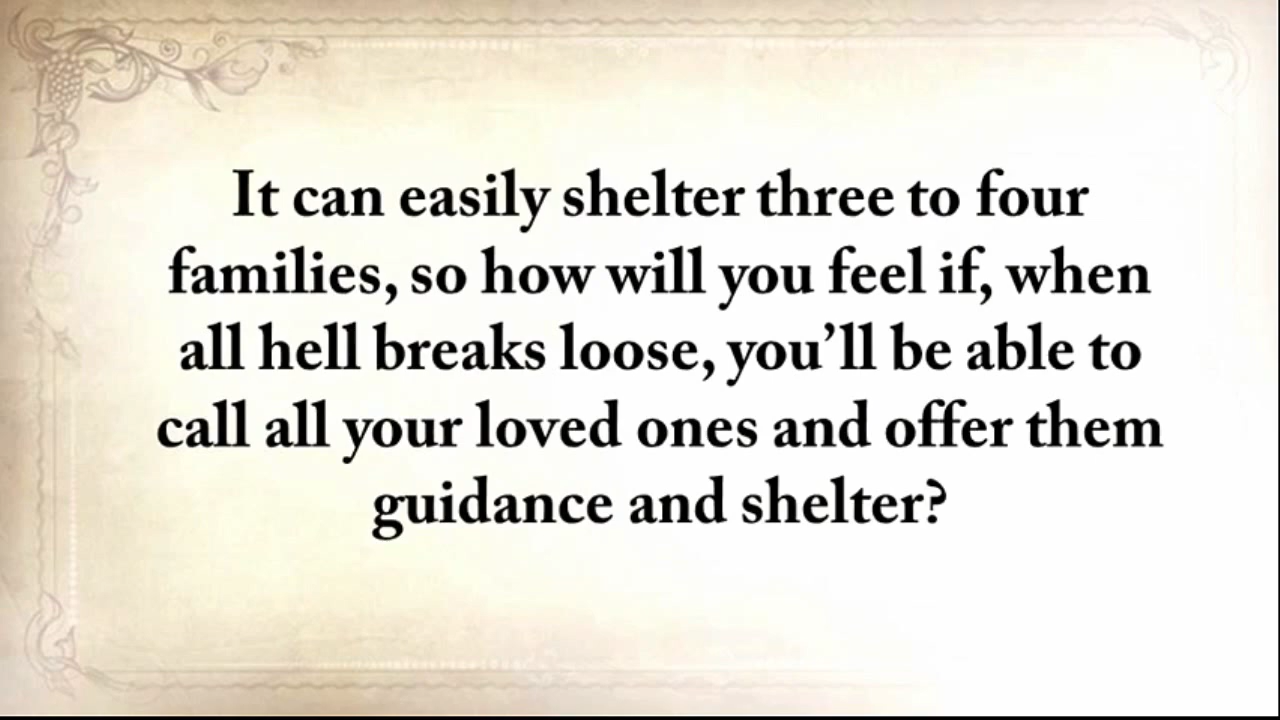 It can easily shelter three to four
families, so how will you feel if, when
all hell breaks loose, you’ll be able to
call all your loved ones and offer them
guidance and shelter?